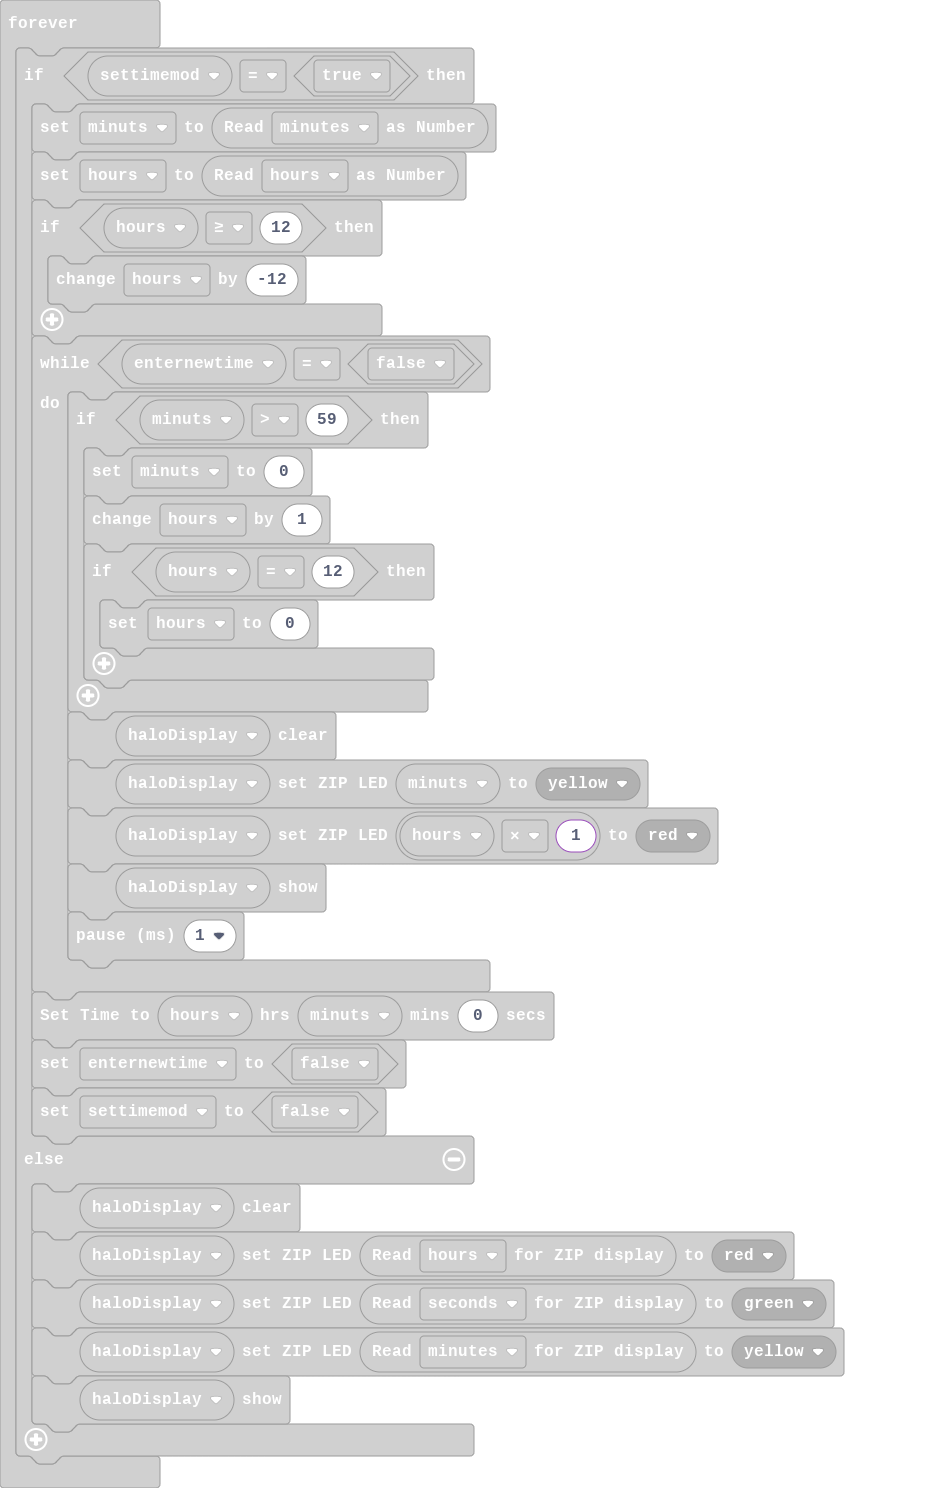 forever
if settimemod = true then
set minuts to Read minutes as Number
set hours to Read hours as Number
if hours ≥ 12 then
change hours by -12
while enternewtime = false
do if minuts > 59 then
set minuts to 0
change hours by 1
if hours = 12 then
set hours to 0
haloDisplay clear
haloDisplay set ZIP LED minuts to yellow
haloDisplay set ZIP LED hours × 1 to red
haloDisplay show
pause (ms) 1
Set Time to hours hrs minuts mins 0 secs
set enternewtime to false
set settimemod to false
else
haloDisplay clear
haloDisplay set ZIP LED Read hours for ZIP display to red
haloDisplay set ZIP LED Read seconds for ZIP display to green
haloDisplay set ZIP LED Read minutes for ZIP display to yellow
haloDisplay show